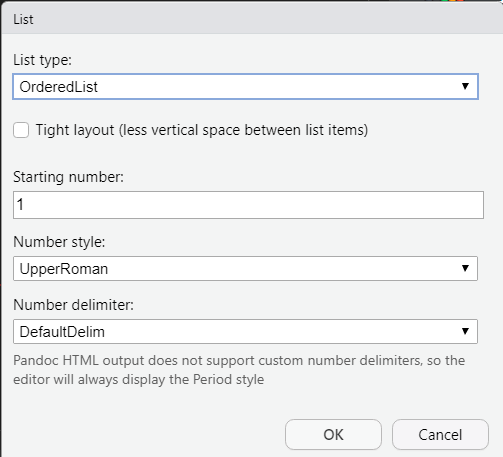 List
List type:
OrderedList
Tight layout (less vertical space between list items)
Starting number:
1
Number style:
UpperRoman
Number delimiter:
DefaultDelim
Pandoc HTML output does not support custom number delimiters, so the
editor will always display the Period style
OK Cancel